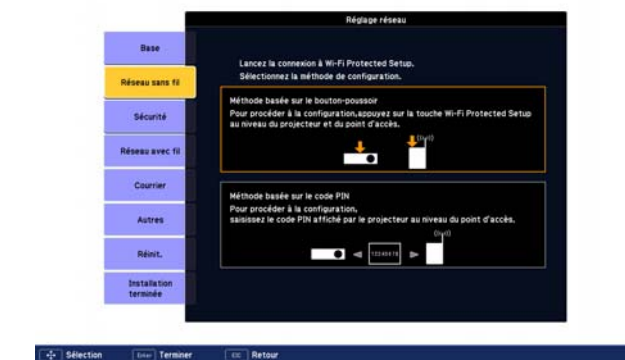 Réglage réseau
Base
Réseau sans fil
Sécurité
Réseau avec fil
Courrier
Autres
Réinit.
Installation
terminée
Lancez la connexion à Wi-Fi Protected Setup.
Sélectionnez la méthode de configuration.
Méthode basée sur le bouton-poussoir
Pour procéder à la configuration,appuyez sur la touche Wi-Fi Protected Setup
au niveau du projecteur et du point d'accès.
Méthode basée sur le code PIN
Pour procéder à la configuration,
saisissez le code PIN affiché par le projecteur au niveau du point d'accès.
12345678
Sélection
Enter Terminer
ESC Retour